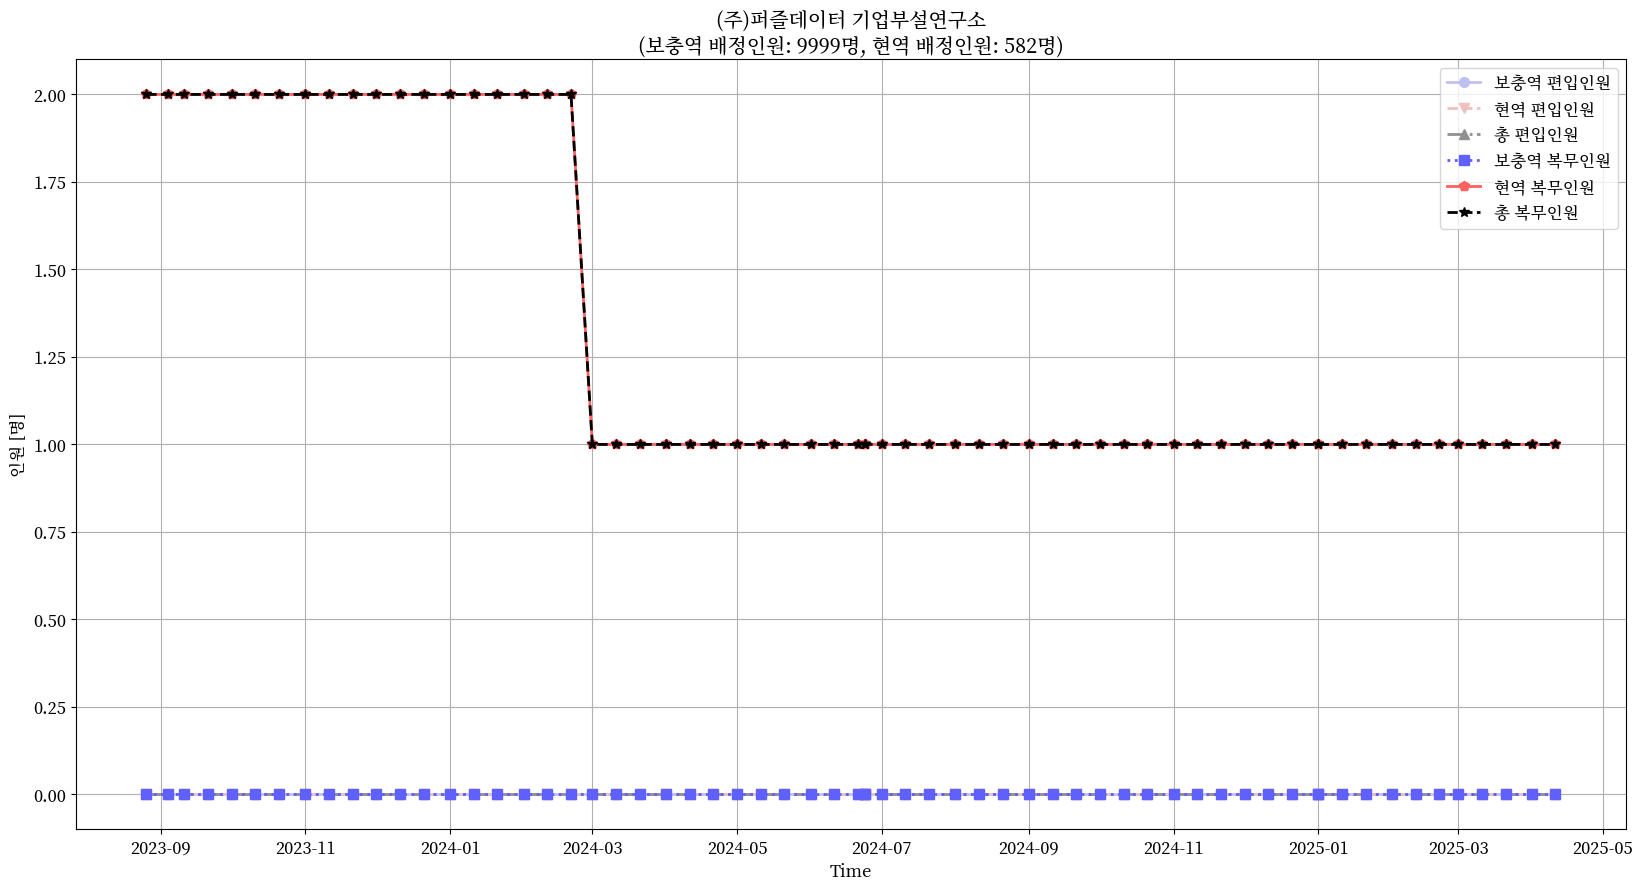 (주)퍼즐데이터 기업부설연구소
(보충역 배정인원: 9999명, 현역 배정인원: 582명)
보충역 편입인원
현역 편입인원
총 편입인원
보충역 복무인원
현역 복무인원
총 복무인원
2.00
1.75
1.50
1.25
1.00
0.75
0.50
0.25
0.00
인원 [명]
2023-09 2023-11 2024-01 2024-03 2024-05 2024-07 2024-09 2024-11 2025-01 2025-03 2025-05
Time